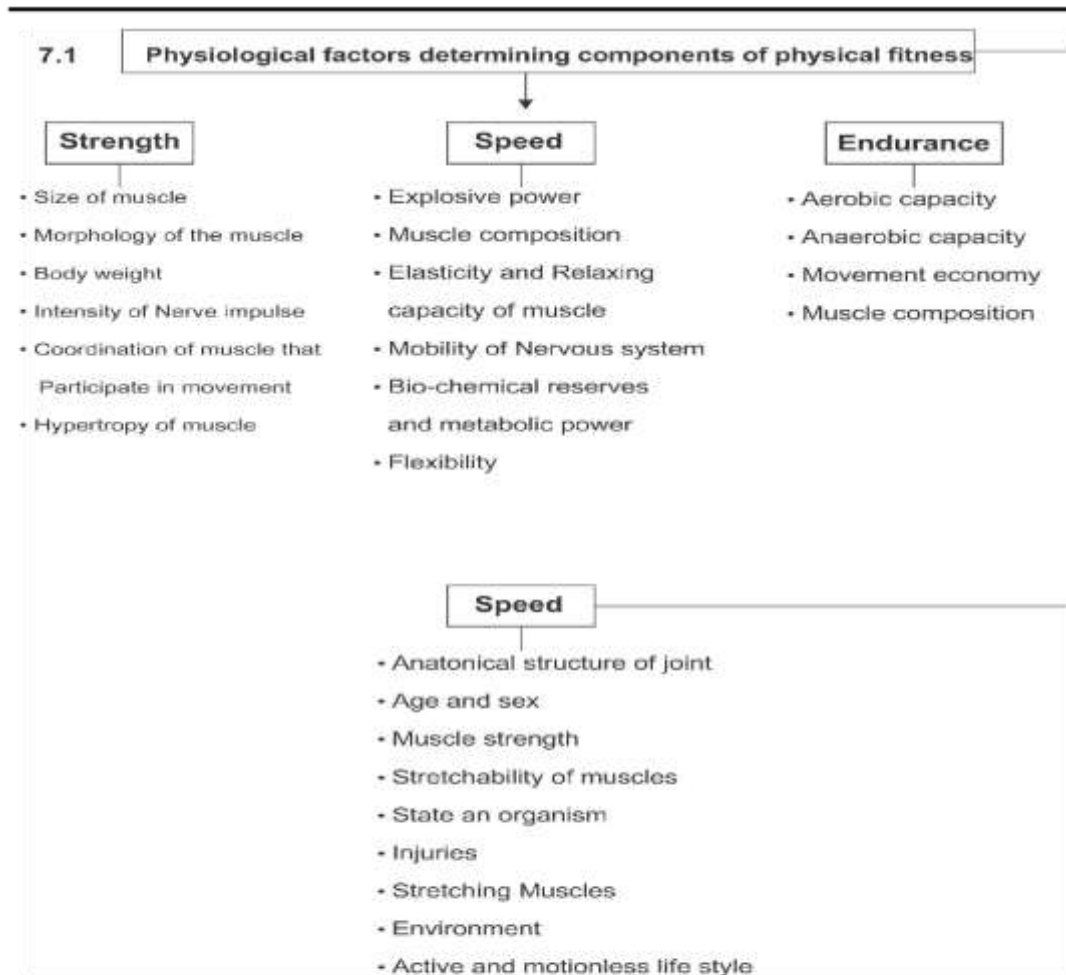 7.1 Physiological factors determining components of physical fitness
Strength
• Size of muscle
• Morphology of the muscle
• Body weight
• Intensity of Nerve impulse
• Coordination of muscle that
Participate in movement
• Hypertropy of muscle
Speed
• Explosive power
• Muscle composition
• Elasticity and Relaxing
capacity of muscle
• Mobility of Nervous system
• Bio-chemical reserves
and metabolic power
• Flexibility
Endurance
• Aerobic capacity
• Anaerobic capacity
• Movement economy
• Muscle composition
Speed
• Anatonical structure of joint
• Age and sex
• Muscle strength
• Stretchability of muscles
• State an organism
• Injuries
• Stretching Muscles
• Environment
• Active and motionless life style